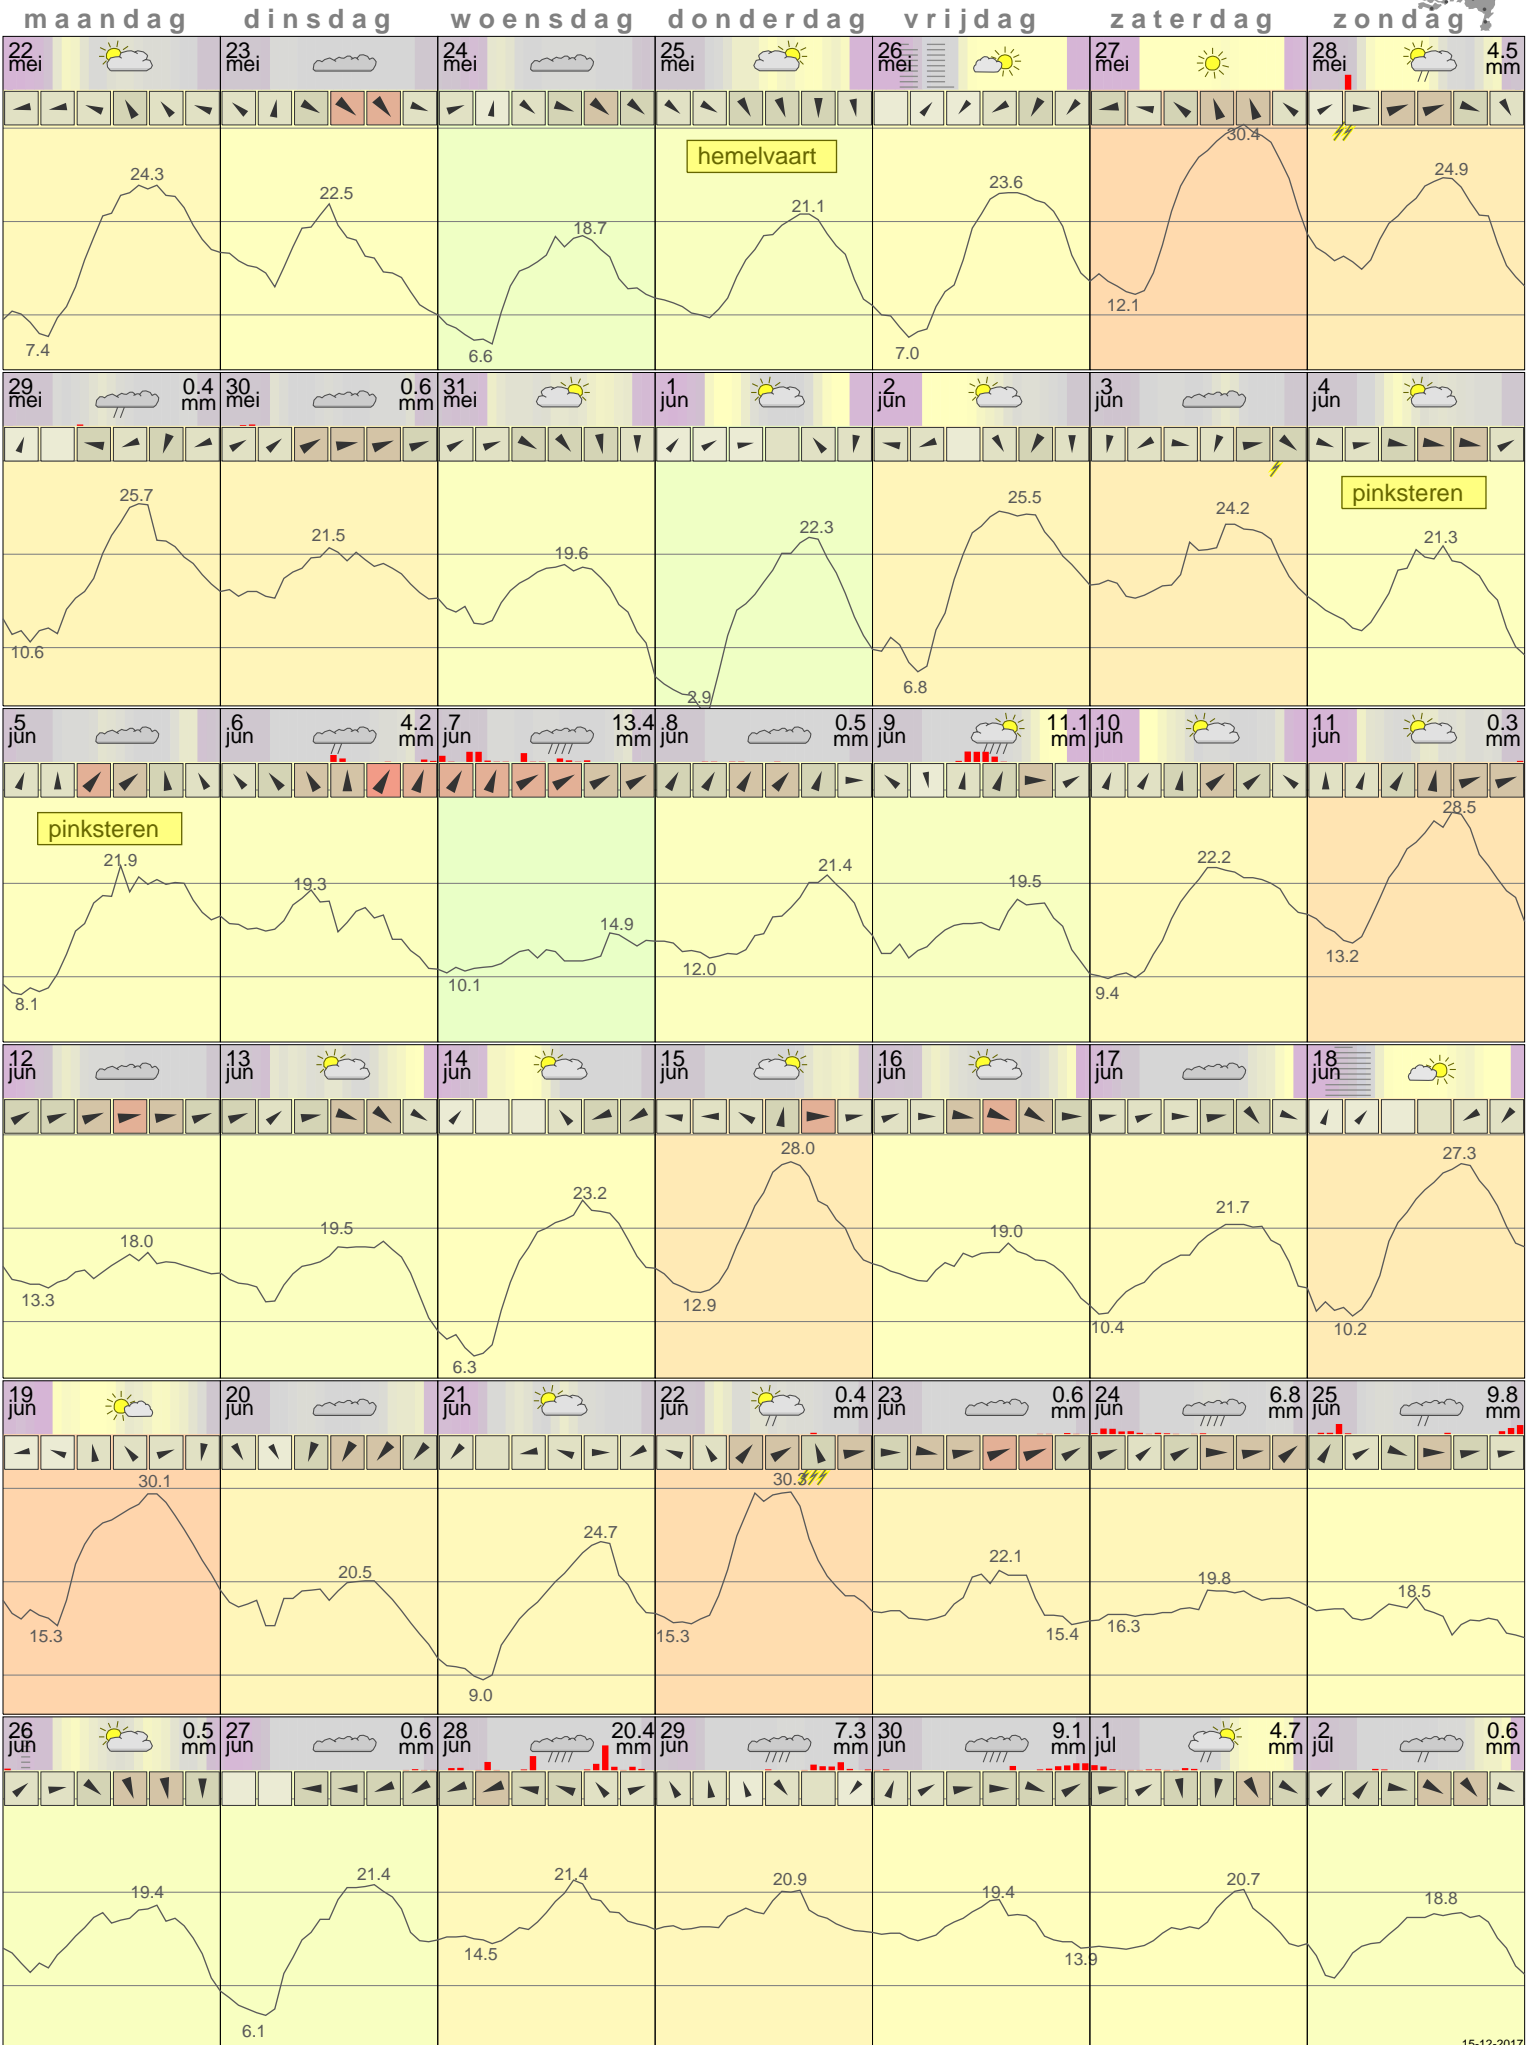 maandag dinsdag woensdag donderdag vrijdag zaterdag zondag
22 23 24 25 26 27 28 4.5
mei mei mei mei mei mei mei mm
hemelvaart
30.4
24.3 22.5 18.7 21.1 23.6 24.9
7.4 6.6 7.0 12.1
29 0.4 30 0.6 31 1 2 3 4
mei mm mei mm mei jun jun jun jun
pinksteren
25.7 21.5 19.6 22.3 25.5 24.2 21.3
10.6 2.9 6.8
5 6 4.2 7 13.4 8 0.5 9 11.1 10 11 0.3
jun jun mm jun mm jun mm jun mm jun jun mm
pinksteren
28.5
21.9 19.3 14.9 21.4 19.5 22.2
8.1 10.1 12.0 9.4 13.2
12 13 14 15 16 17 18
jun jun jun jun jun jun jun
18.0 19.5 23.2 28.0 19.0 21.7 27.3
13.3 6.3 12.9 10.4 10.2
19 20 21 22 0.4 23 0.6 24 6.8 25 9.8
jun jun jun jun mm jun mm jun mm jun mm
30.1 20.5 24.7 30.3 22.1 19.8 18.5
15.3 9.0 15.3 15.4 16.3
26 0.5 27 0.6 28 20.4 29 7.3 30 9.1 1 4.7 2 0.6
jun mm jun mm jun mm jun mm jun mm jul mm jul mm
19.4 21.4 21.4 20.9 19.4 20.7 18.8
6.1 14.5 13.9
15-12-2017